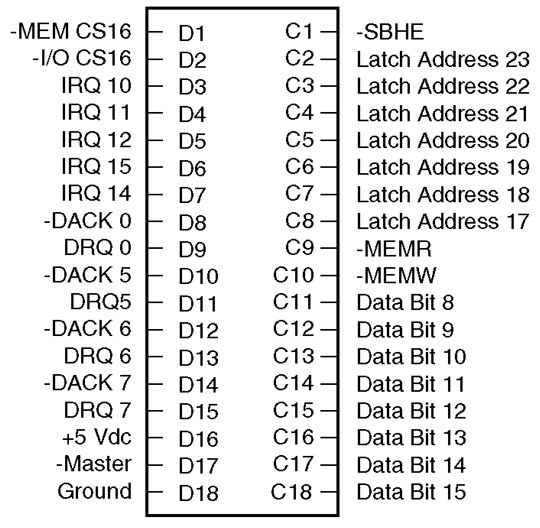 -MEM CS16 D1 C1 -SBHE
-I/O CS16 D2 C2 Latch Address 23
IRQ 10 D3 C3 Latch Address 22
IRQ 11 D4 C4 Latch Address 21
IRQ 12 D5 C5 Latch Address 20
IRQ 15 D6 C6 Latch Address 19
IRQ 14 D7 C7 Latch Address 18
-DACK 0 D8 C8 Latch Address 17
DRQ 0 D9 C9 -MEMR
-DACK 5 D10 C10 -MEMW
DRQ5 D11 C11 Data Bit 8
-DACK 6 D12 C12 Data Bit 9
DRQ 6 D13 C13 Data Bit 10
-DACK 7 D14 C14 Data Bit 11
DRQ 7 D15 C15 Data Bit 12
+5 Vdc D16 C16 Data Bit 13
-Master D17 C17 Data Bit 14
Ground D18 C18 Data Bit 15